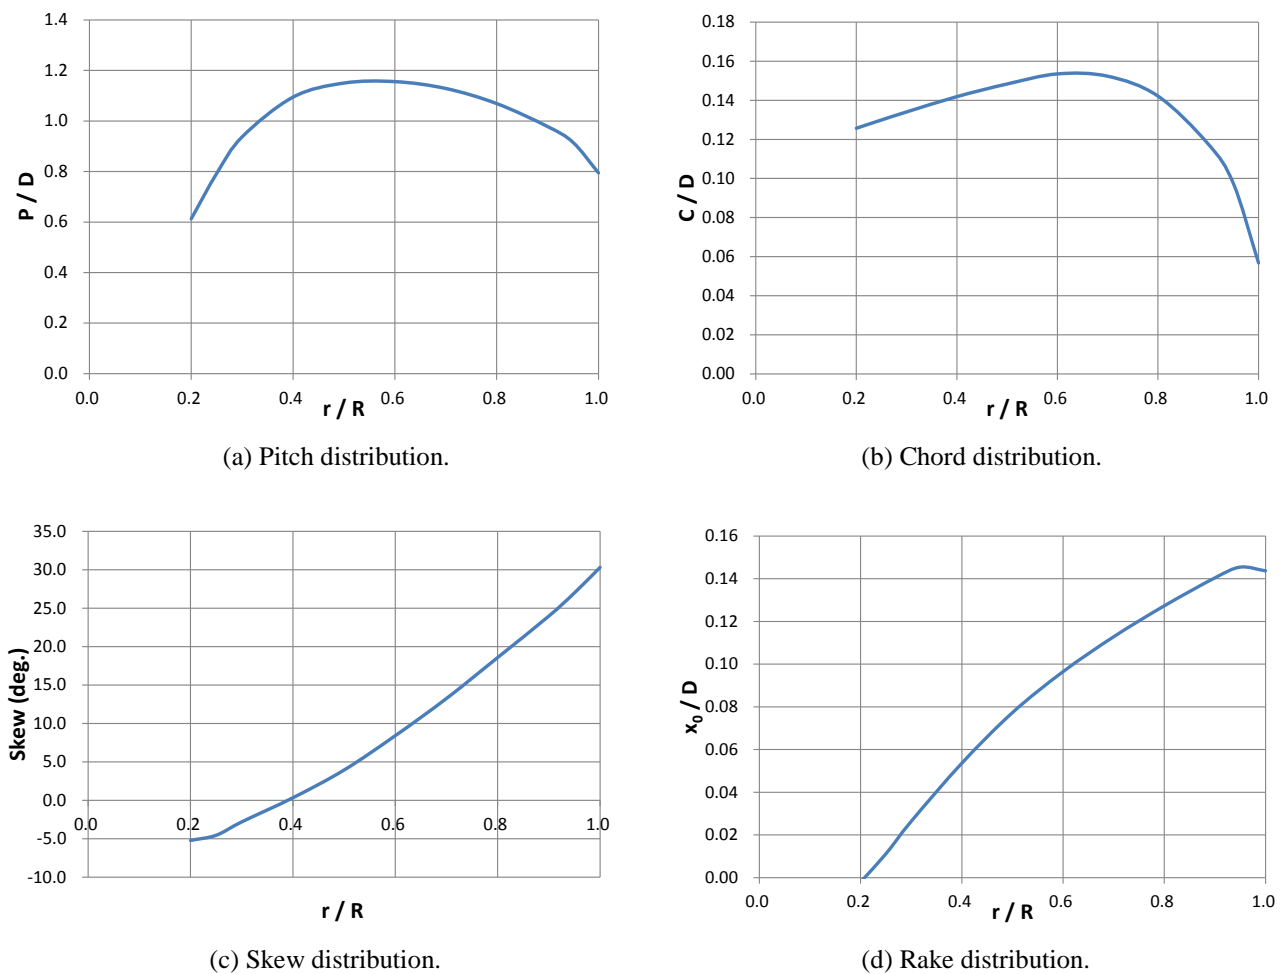 1.4
1.2
1.0
0.8
0.6
0.4
0.2
0.0
P / D
0.0 0.2 0.4 0.6 0.8 1.0
r / R
(a) Pitch distribution.
0.18
0.16
0.14
0.12
0.10
0.08
0.06
0.04
0.02
0.00
C / D
0.0 0.2 0.4 0.6 0.8 1.0
r / R
(b) Chord distribution.
35.0
30.0
25.0
20.0
15.0
10.0
5.0
0.0
-5.0
-10.0
Skew (deg.)
0.0 0.2 0.4 0.6 0.8 1.0
r / R
(c) Skew distribution.
0.16
0.14
0.12
0.10
0.08
0.06
0.04
0.02
0.00
x₀ / D
0.0 0.2 0.4 0.6 0.8 1.0
r / R
(d) Rake distribution.